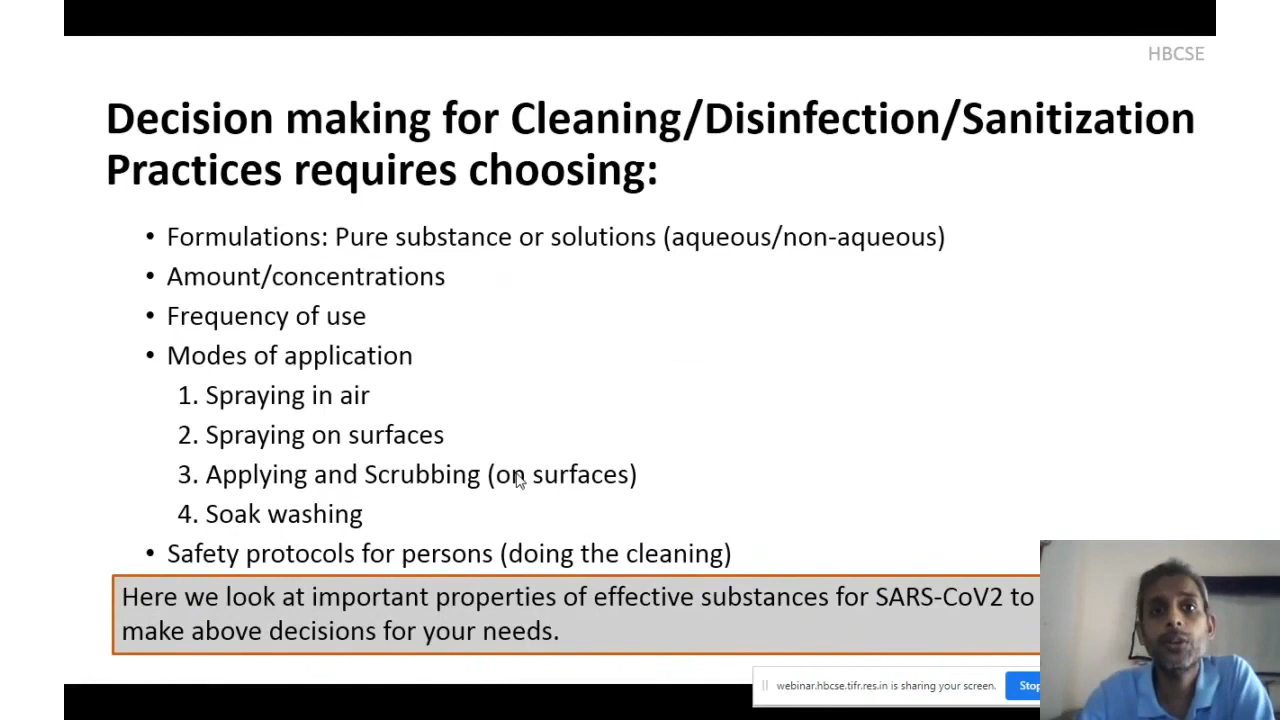 HBCSE
Decision making for Cleaning/Disinfection/Sanitization
Practices requires choosing:
• Formulations: Pure substance or solutions (aqueous/non-aqueous)
• Amount/concentrations
• Frequency of use
• Modes of application
1. Spraying in air
2. Spraying on surfaces
3. Applying and Scrubbing (on surfaces)
4. Soak washing
• Safety protocols for persons (doing the cleaning)
Here we look at important properties of effective substances for SARS-CoV2 to
make above decisions for your needs.
webinar.hbcse.tifr.res.in is sharing your screen.
Stop